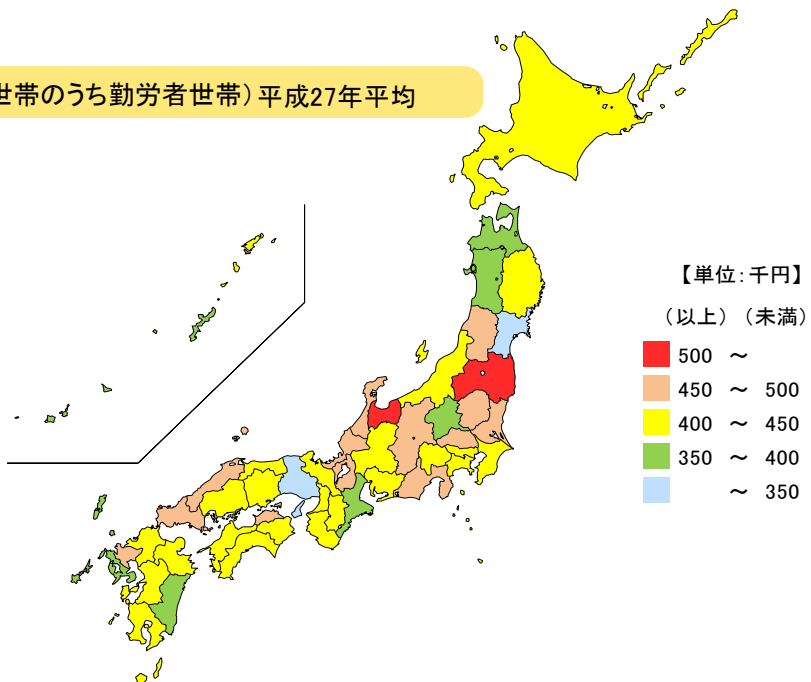 世帯のうち勤労者世帯）平成27年平均
【単位：千円】
（以上）（未満）
500 ～
450 ～ 500
400 ～ 450
350 ～ 400
～ 350